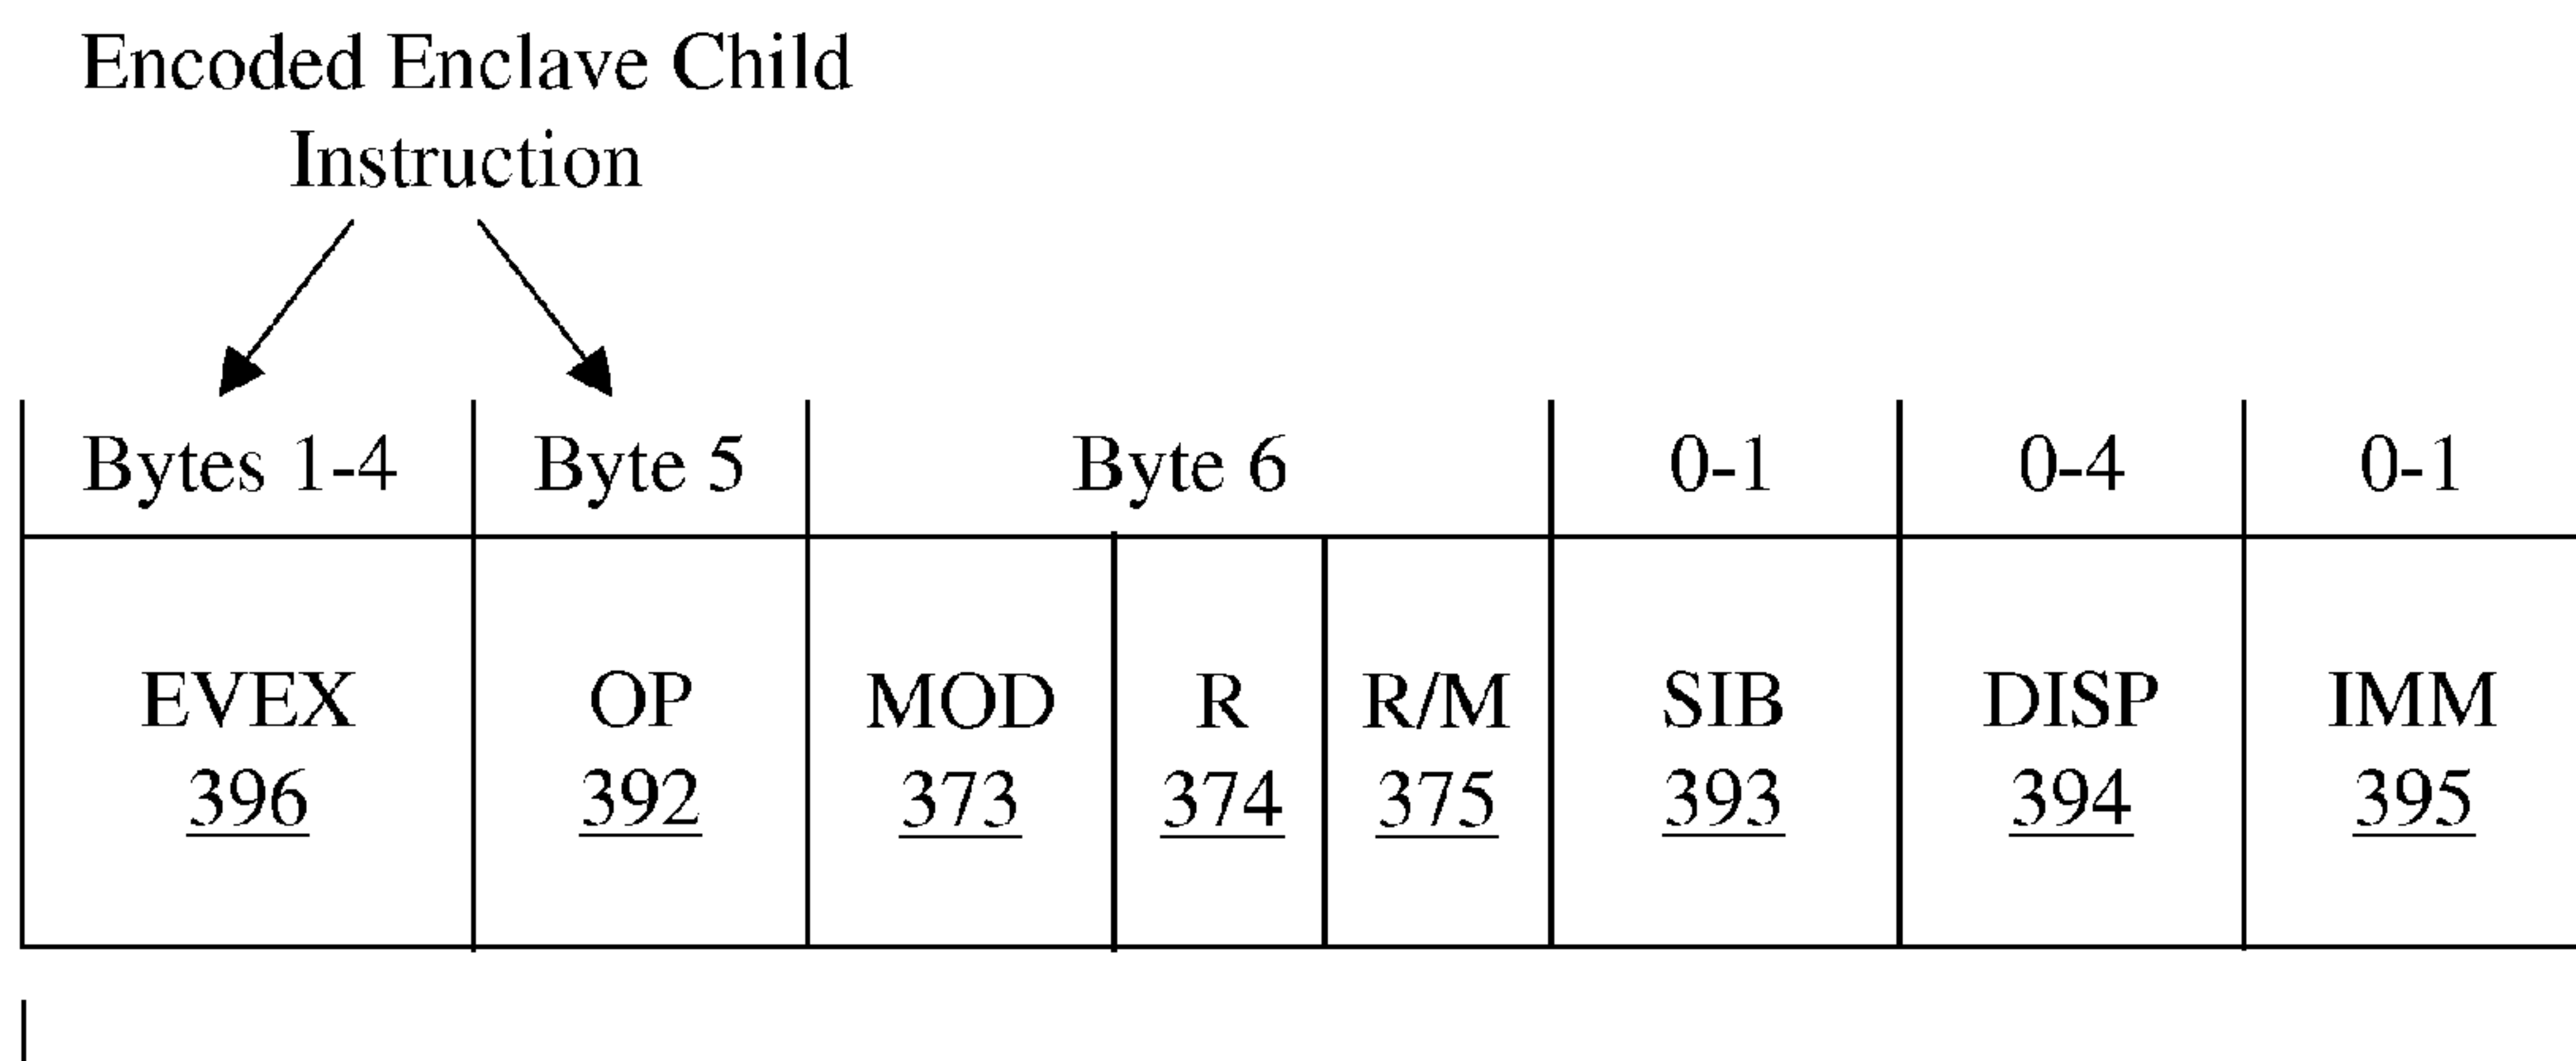 Encoded Enclave Child
Instruction
Bytes 1-4 Byte 5 Byte 6 0-1 0-4 0-1
EVEX OP MOD R R/M SIB DISP IMM
396 392 373 374 375 393 394 395